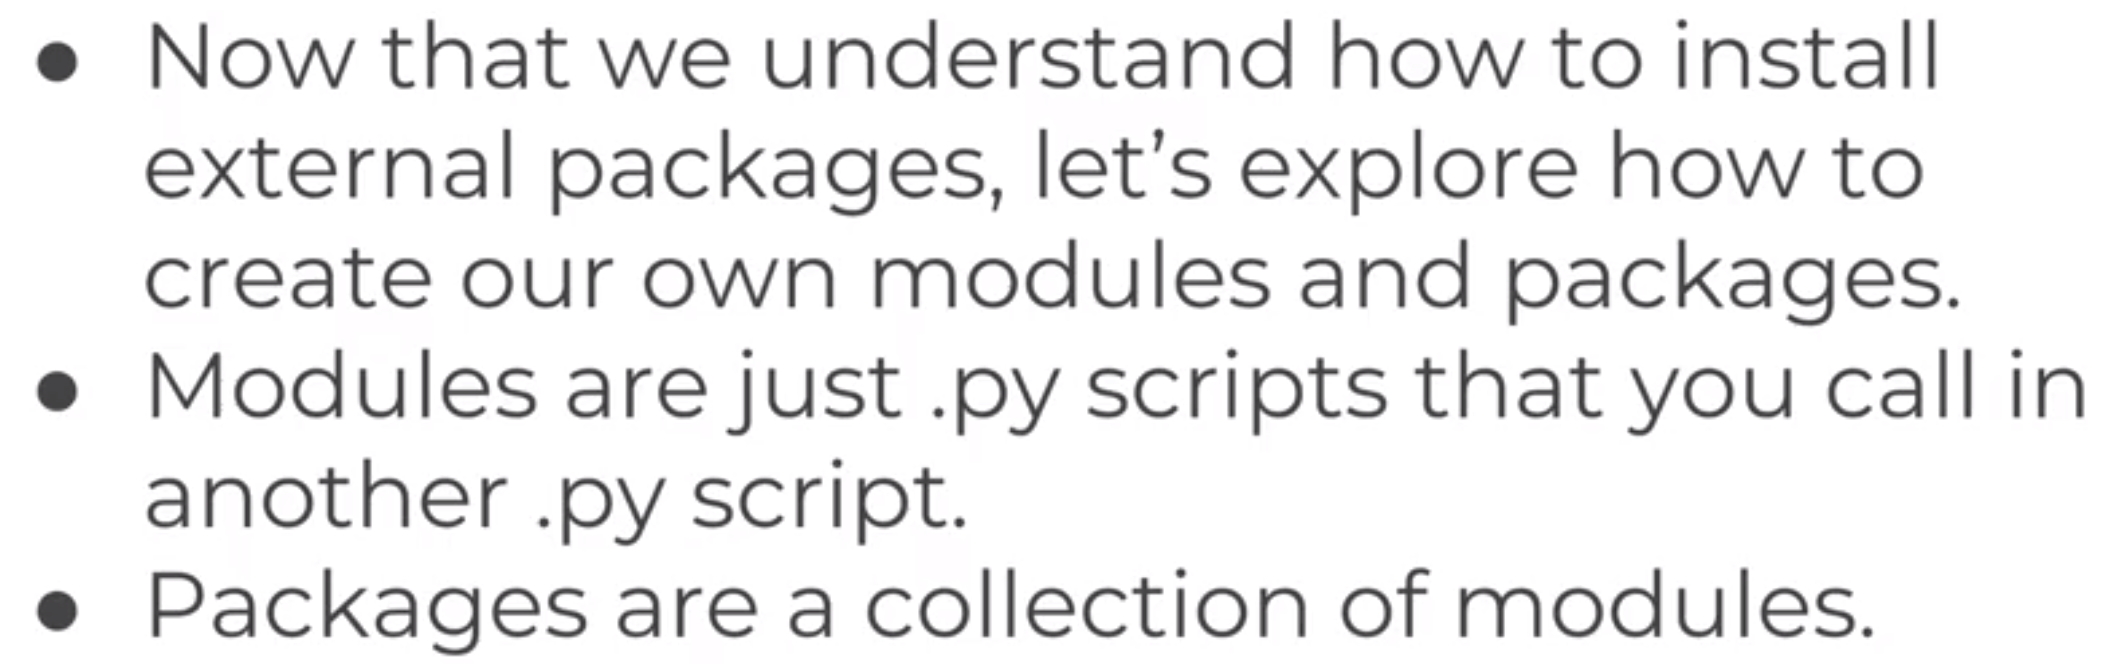 ● Now that we understand how to install
external packages, let’s explore how to
create our own modules and packages.
● Modules are just .py scripts that you call in
another .py script.
● Packages are a collection of modules.